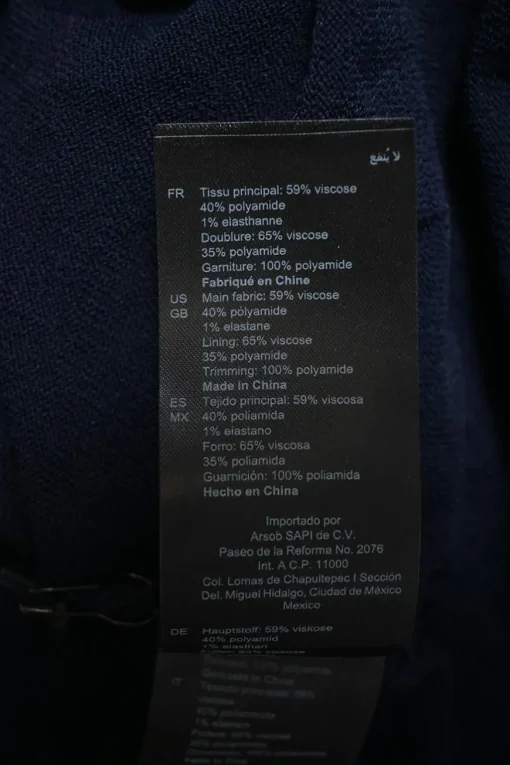 لا يُنقع
FR Tissu principal: 59% viscose
40% polyamide
1% elasthanne
Doublure: 65% viscose
35% polyamide
Garniture: 100% polyamide
Fabriqué en Chine
US Main fabric: 59% viscose
GB 40% polyamide
1% elastane
Lining: 65% viscose
35% polyamide
Trimming: 100% polyamide
Made in China
ES Tejido principal: 59% viscosa
MX 40% poliamida
1% elastano
Forro: 65% viscosa
35% poliamida
Guarnición: 100% poliamida
Hecho en China
Importado por
Arsob SAPI de C.V.
Paseo de la Reforma No. 2076
Int. A C.P. 11000
Col. Lomas de Chapultepec I Sección
Del. Miguel Hidalgo, Ciudad de México
Mexico
DE Hauptstoff: 59% viskose
40% polyamid
1% elasthan
IT